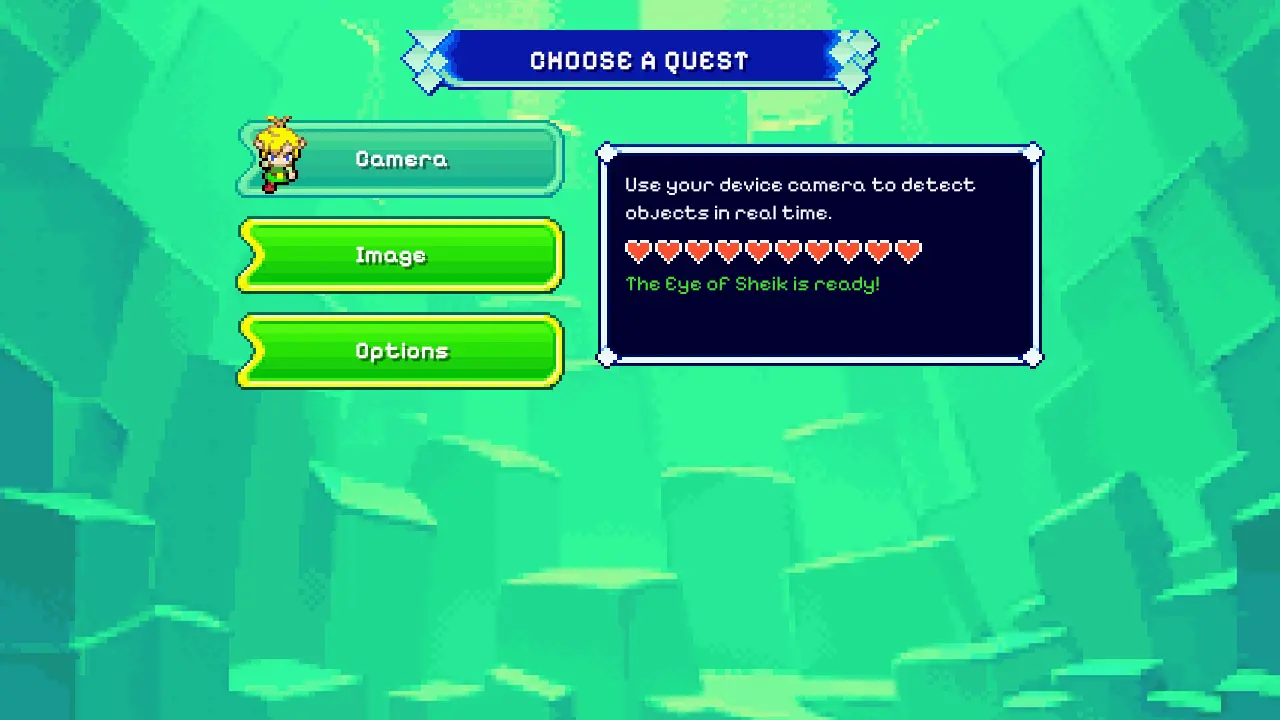 CHOOSE A QUEST
Camera
Image
Options
Use your device camera to detect
objects in real time.
The Eye of Sheik is ready!